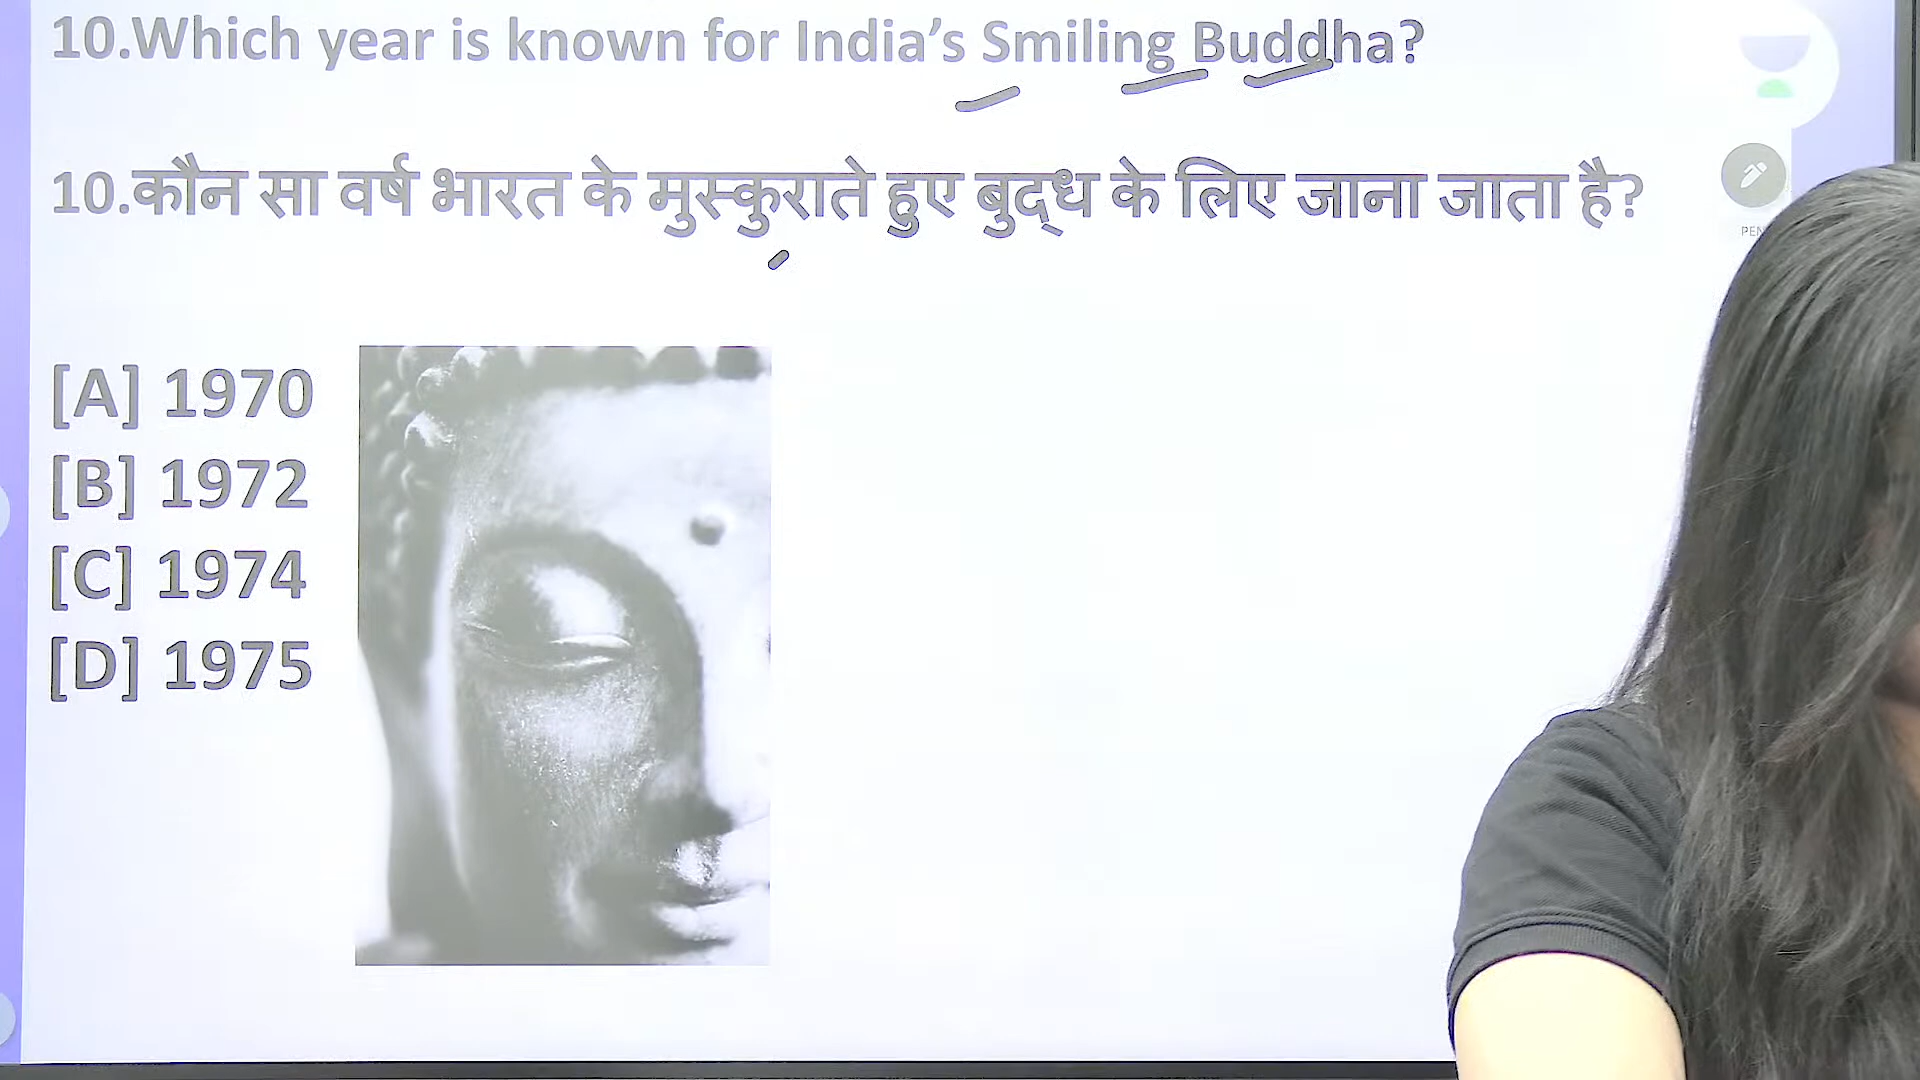 10.Which year is known for India’s Smiling Buddha?
10.कौन सा वर्ष भारत के मुस्कुराते हुए बुद्ध के लिए जाना जाता है?
[A] 1970
[B] 1972
[C] 1974
[D] 1975